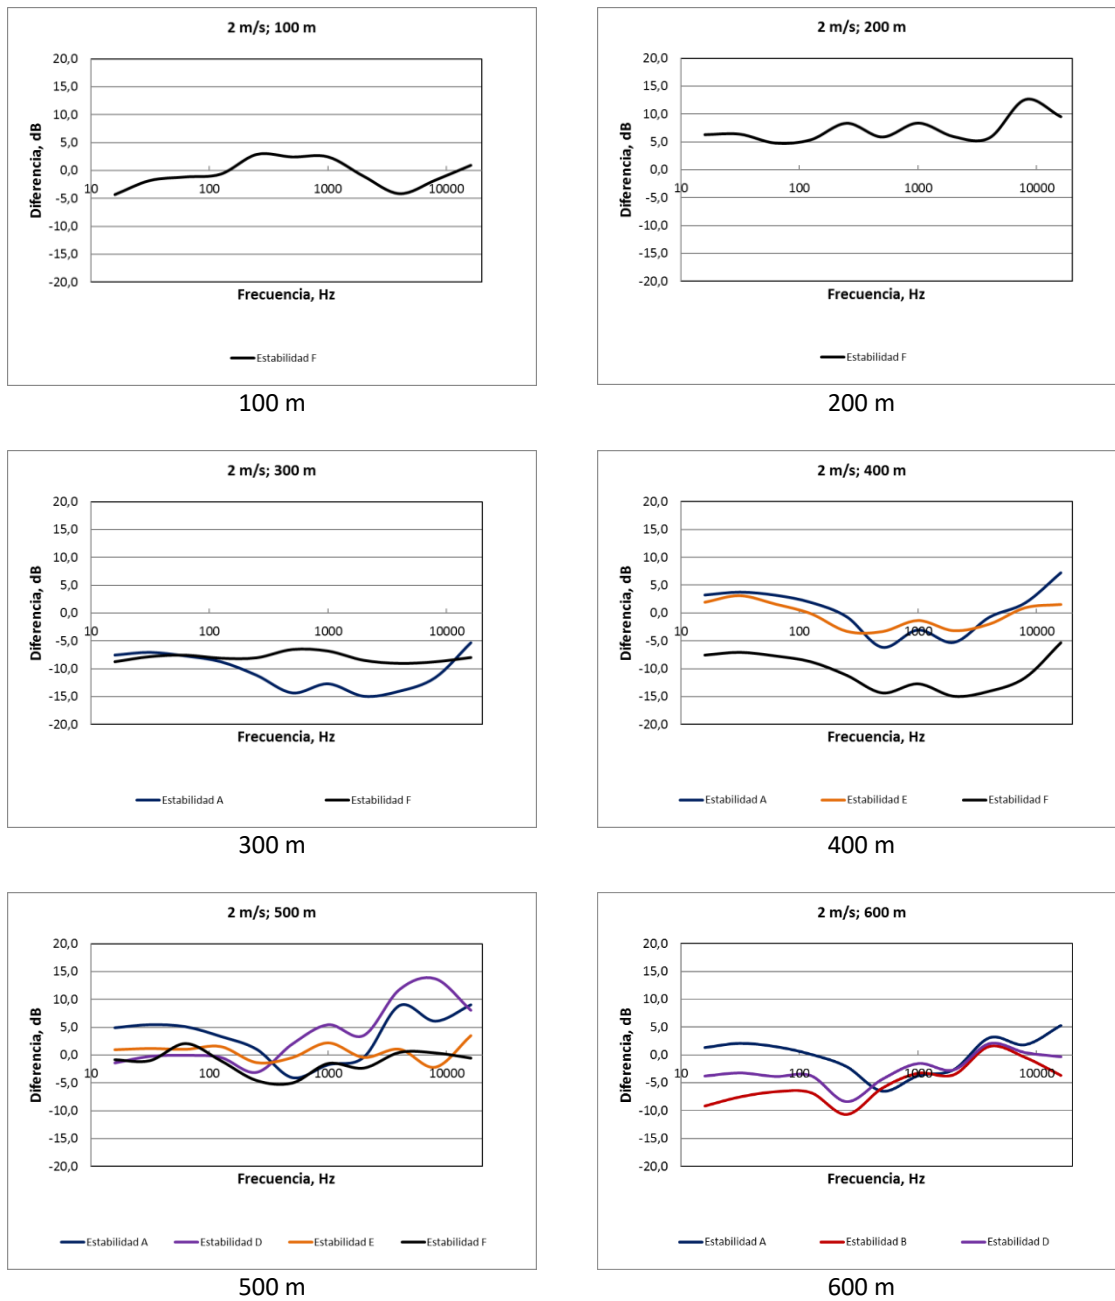 2 m/s; 100 m
20,0
15,0
10,0
5,0
0,0
-5,0
-10,0
-15,0
-20,0
10
100
1000
10000
Diferencia, dB
Frecuencia, Hz
Estabilidad F
100 m
2 m/s; 200 m
20,0
15,0
10,0
5,0
0,0
-5,0
-10,0
-15,0
-20,0
10
100
1000
10000
Diferencia, dB
Frecuencia, Hz
Estabilidad F
200 m
2 m/s; 300 m
20,0
15,0
10,0
5,0
0,0
-5,0
-10,0
-15,0
-20,0
10
100
1000
10000
Diferencia, dB
Frecuencia, Hz
Estabilidad A Estabilidad F
300 m
2 m/s; 400 m
20,0
15,0
10,0
5,0
0,0
-5,0
-10,0
-15,0
-20,0
10
100
1000
10000
Diferencia, dB
Frecuencia, Hz
Estabilidad A Estabilidad E Estabilidad F
400 m
2 m/s; 500 m
20,0
15,0
10,0
5,0
0,0
-5,0
-10,0
-15,0
-20,0
10
100
1000
10000
Diferencia, dB
Frecuencia, Hz
Estabilidad A Estabilidad D Estabilidad E Estabilidad F
500 m
2 m/s; 600 m
20,0
15,0
10,0
5,0
0,0
-5,0
-10,0
-15,0
-20,0
10
100
1000
10000
Diferencia, dB
Frecuencia, Hz
Estabilidad A Estabilidad B Estabilidad D
600 m